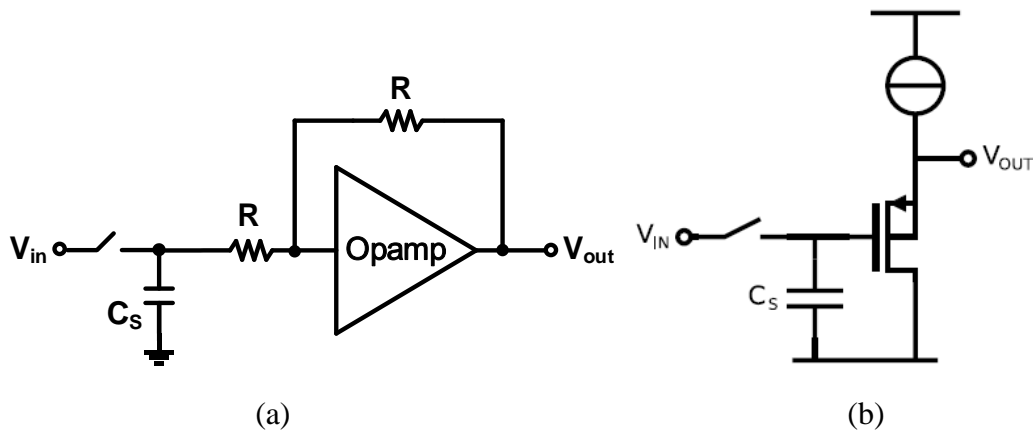 R
R
Opamp
V_in
V_out
C_S
(a)
V_OUT
V_IN
C_S
(b)